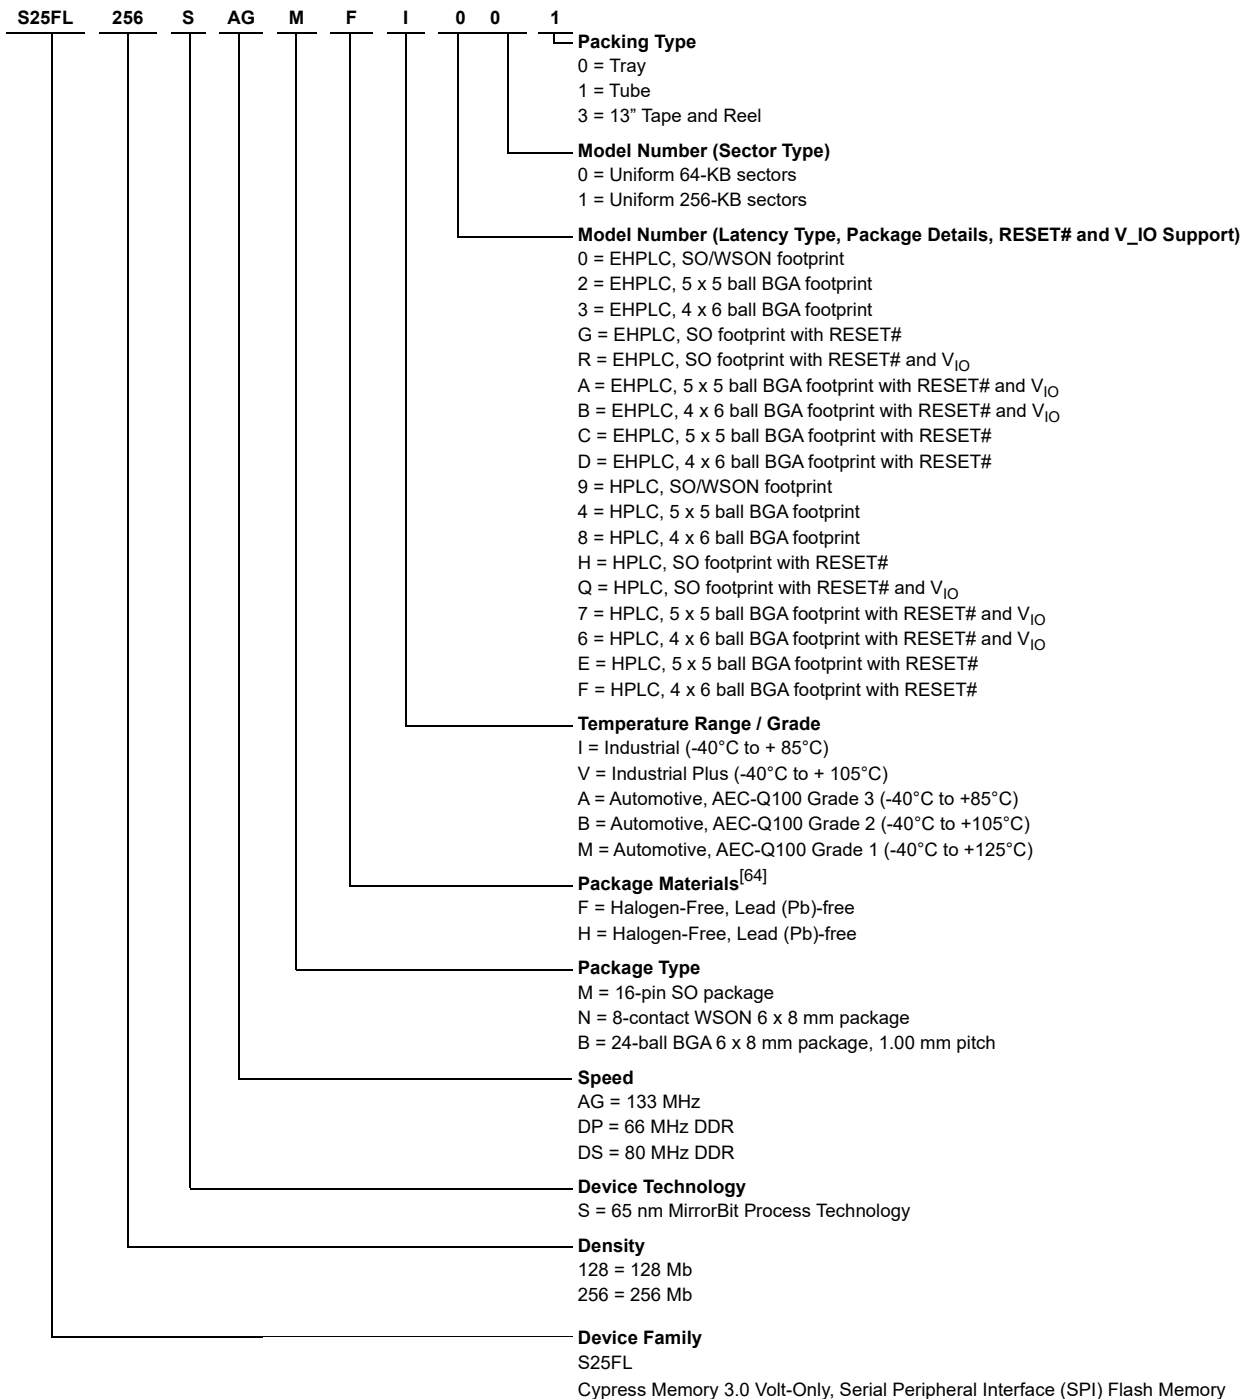 S25FL 256 S AG M F I 0 0 1
Packing Type
0 = Tray
1 = Tube
3 = 13” Tape and Reel
Model Number (Sector Type)
0 = Uniform 64-KB sectors
1 = Uniform 256-KB sectors
Model Number (Latency Type, Package Details, RESET# and V_IO Support)
0 = EHPLC, SO/WSON footprint
2 = EHPLC, 5 x 5 ball BGA footprint
3 = EHPLC, 4 x 6 ball BGA footprint
G = EHPLC, SO footprint with RESET#
R = EHPLC, SO footprint with RESET# and VIO
A = EHPLC, 5 x 5 ball BGA footprint with RESET# and VIO
B = EHPLC, 4 x 6 ball BGA footprint with RESET# and VIO
C = EHPLC, 5 x 5 ball BGA footprint with RESET#
D = EHPLC, 4 x 6 ball BGA footprint with RESET#
9 = HPLC, SO/WSON footprint
4 = HPLC, 5 x 5 ball BGA footprint
8 = HPLC, 4 x 6 ball BGA footprint
H = HPLC, SO footprint with RESET#
Q = HPLC, SO footprint with RESET# and VIO
7 = HPLC, 5 x 5 ball BGA footprint with RESET# and VIO
6 = HPLC, 4 x 6 ball BGA footprint with RESET# and VIO
E = HPLC, 5 x 5 ball BGA footprint with RESET#
F = HPLC, 4 x 6 ball BGA footprint with RESET#
Temperature Range / Grade
I = Industrial (-40°C to + 85°C)
V = Industrial Plus (-40°C to + 105°C)
A = Automotive, AEC-Q100 Grade 3 (-40°C to +85°C)
B = Automotive, AEC-Q100 Grade 2 (-40°C to +105°C)
M = Automotive, AEC-Q100 Grade 1 (-40°C to +125°C)
Package Materials[64]
F = Halogen-Free, Lead (Pb)-free
H = Halogen-Free, Lead (Pb)-free
Package Type
M = 16-pin SO package
N = 8-contact WSON 6 x 8 mm package
B = 24-ball BGA 6 x 8 mm package, 1.00 mm pitch
Speed
AG = 133 MHz
DP = 66 MHz DDR
DS = 80 MHz DDR
Device Technology
S = 65 nm MirrorBit Process Technology
Density
128 = 128 Mb
256 = 256 Mb
Device Family
S25FL
Cypress Memory 3.0 Volt-Only, Serial Peripheral Interface (SPI) Flash Memory